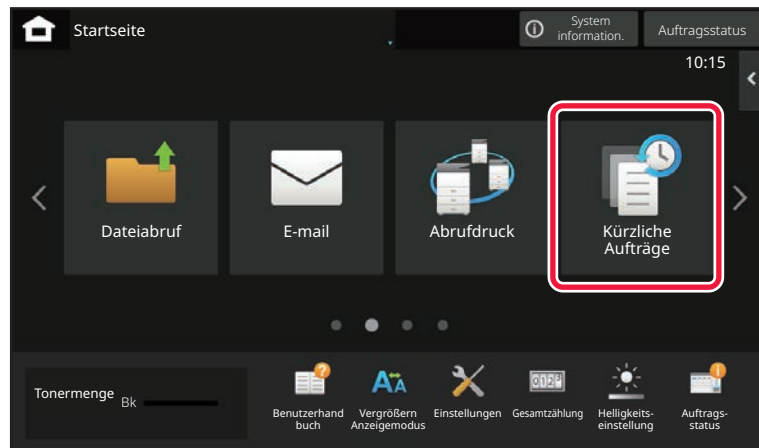 Startseite
System
information.
Auftragsstatus
10:15
Dateiabruf
E-mail
Abrufdruck
Kürzliche
Aufträge
Tonermenge
Bk
Benutzerhand
buch
Vergrößern
Anzeigemodus
Einstellungen
Gesamtzählung
Helligkeits-
einstellung
Auftrags-
status